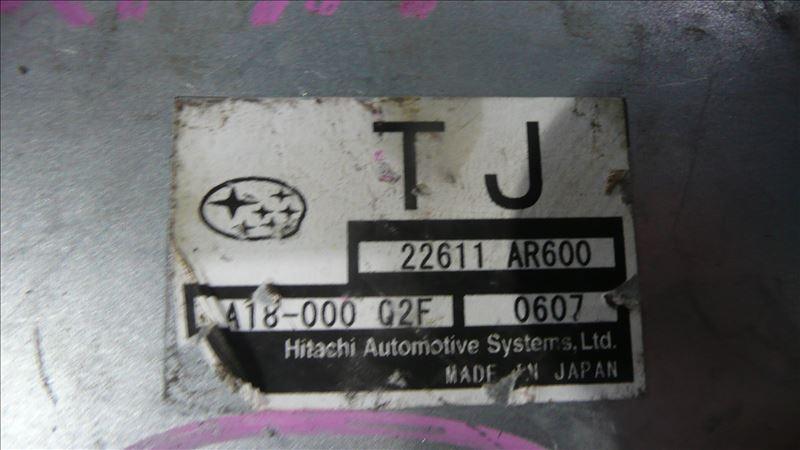 TJ
22611 AR600
A18-000 Q2F 0607
Hitachi Automotive Systems, Ltd.
MADE IN JAPAN